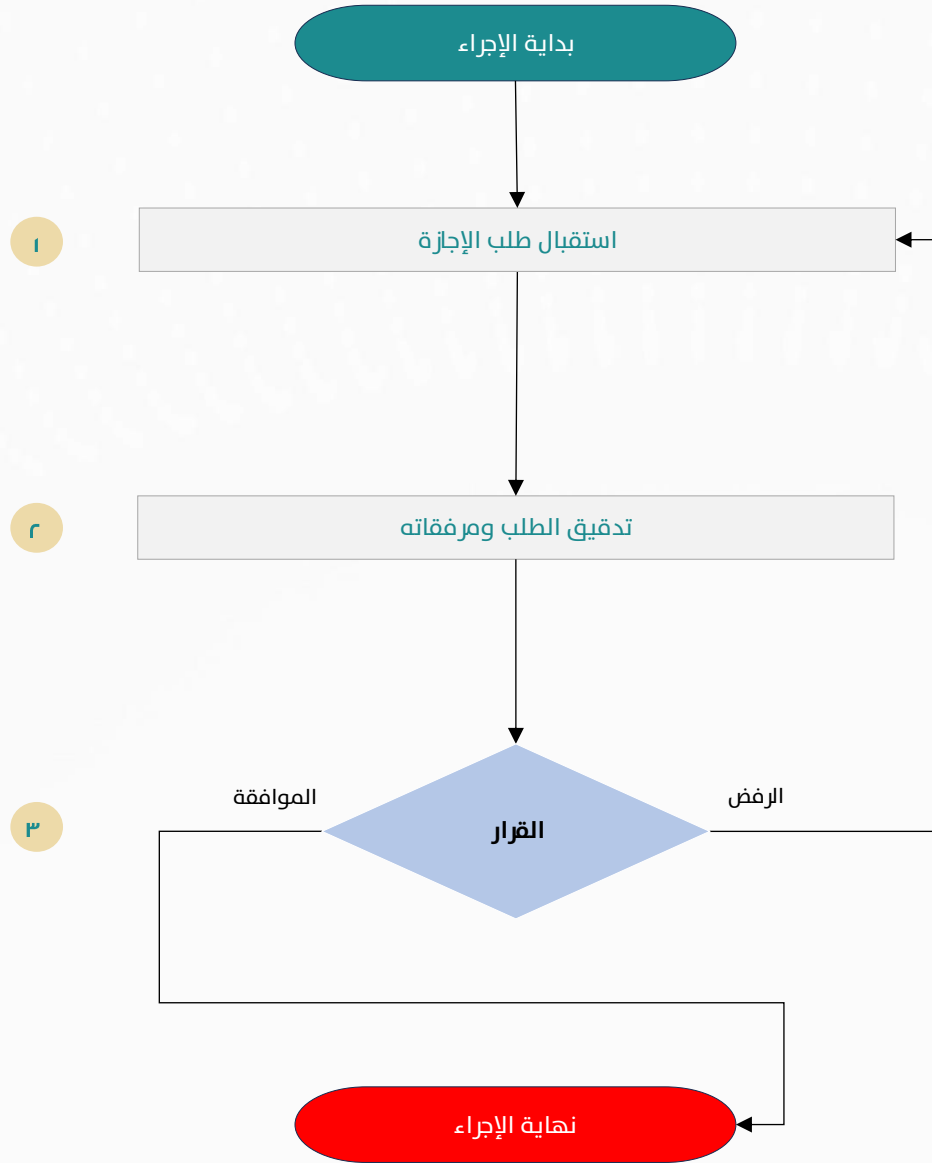 بداية الإجراء
١
استقبال طلب الإجازة
٢
تدقيق الطلب ومرفقاته
الرفض
الموافقة
٣
القرار
نهاية الإجراء